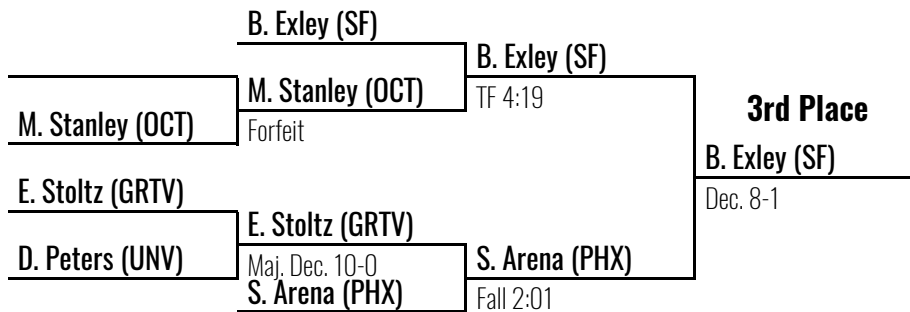 B. Exley (SF)
B. Exley (SF)
M. Stanley (OCT)
TF 4:19
3rd Place
M. Stanley (OCT)
Forfeit
B. Exley (SF)
E. Stoltz (GRTV)
Dec. 8-1
E. Stoltz (GRTV)
D. Peters (UNV)
S. Arena (PHX)
Maj. Dec. 10-0
S. Arena (PHX)
Fall 2:01